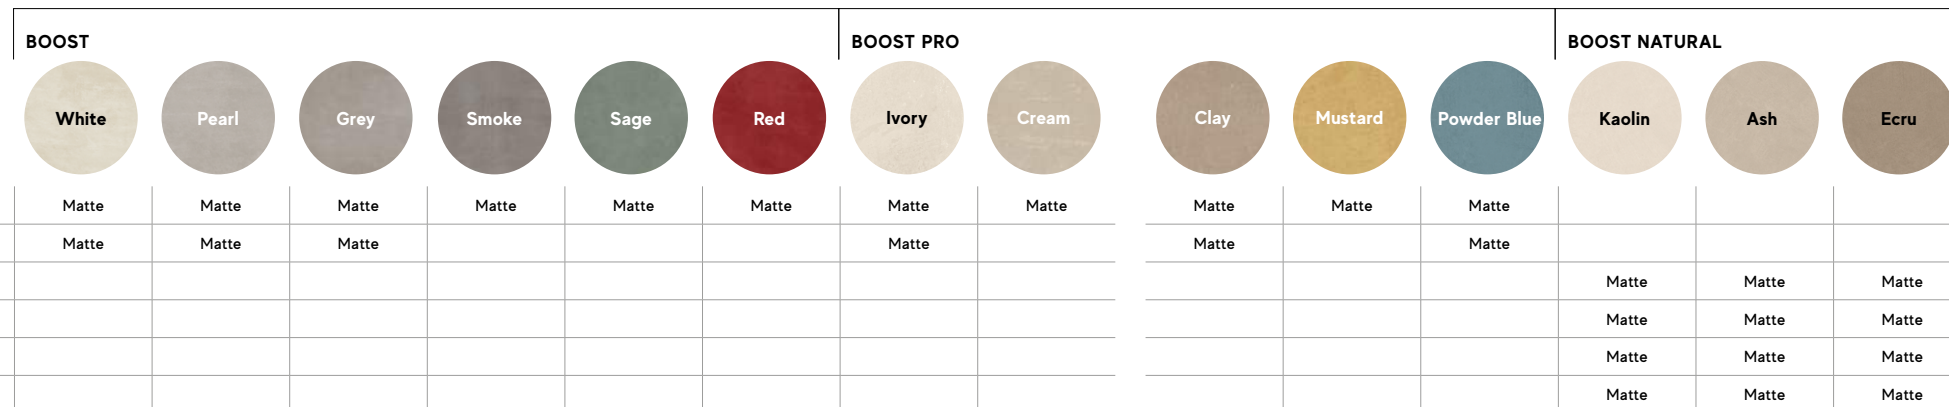 BOOST BOOST PRO BOOST NATURAL
White Pearl Grey Smoke Sage Red Ivory Cream Clay Mustard Powder Blue Kaolin Ash Ecru
Matte Matte Matte Matte Matte Matte Matte Matte Matte Matte Matte
Matte Matte Matte Matte Matte Matte
Matte Matte Matte
Matte Matte Matte
Matte Matte Matte
Matte Matte Matte